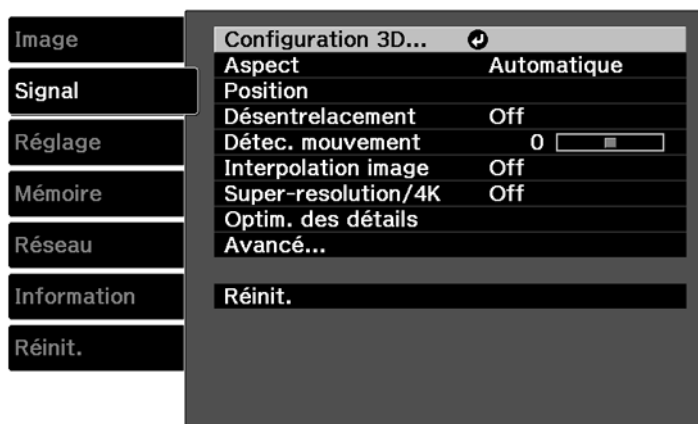 Image
Signal
Réglage
Mémoire
Réseau
Information
Réinit.
Configuration 3D...
Aspect Automatique
Position
Désentrelacement Off
Détec. mouvement 0
Interpolation image Off
Super-resolution/4K Off
Optim. des détails
Avancé...
Réinit.